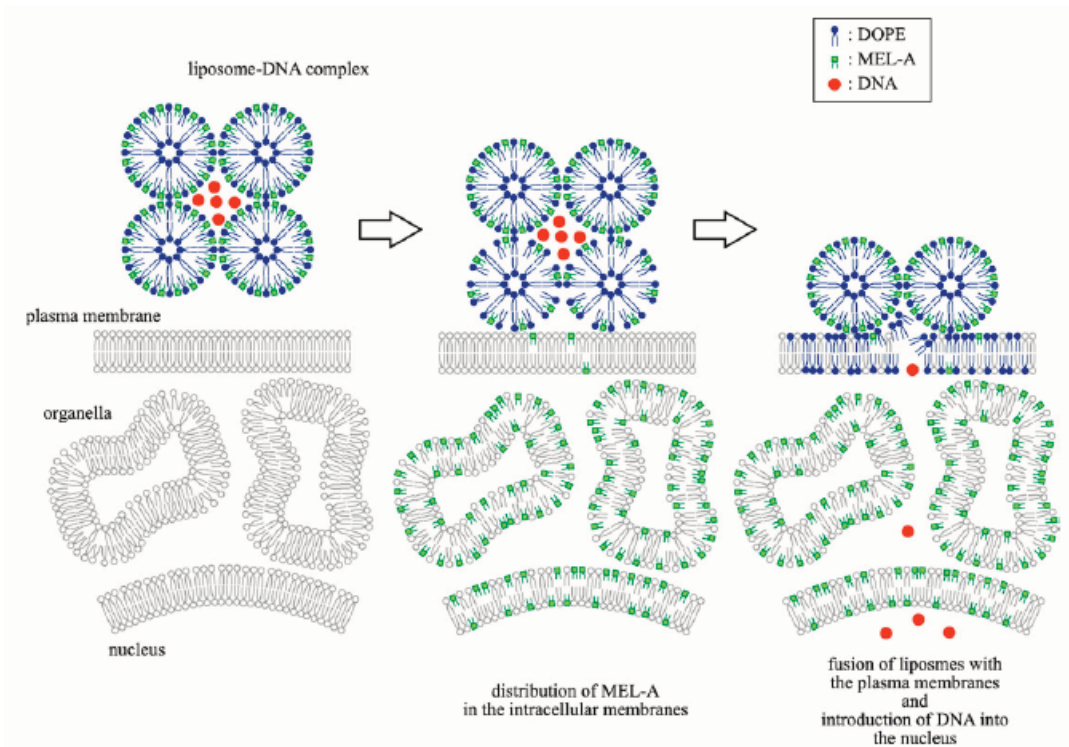 : DOPE
: MEL-A
: DNA
liposome-DNA complex
plasma membrane
organella
nucleus
distribution of MEL-A
in the intracellular membranes
fusion of liposmes with
the plasma membranes
and
introduction of DNA into
the nucleus